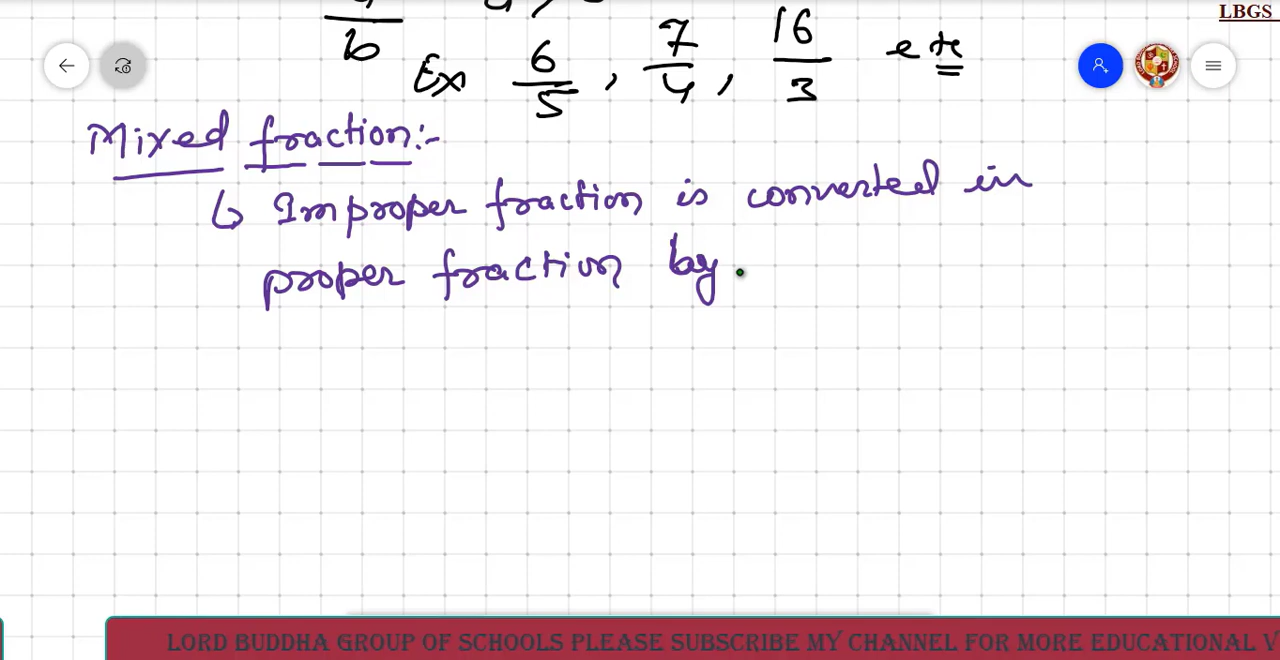 LBGS
b
Ex 6/5, 7/4, 16/3 etc
Mixed fraction:-
↳ Improper fraction is converted in
proper fraction by
LORD BUDDHA GROUP OF SCHOOLS PLEASE SUBSCRIBE MY CHANNEL FOR MORE EDUCATIONAL V